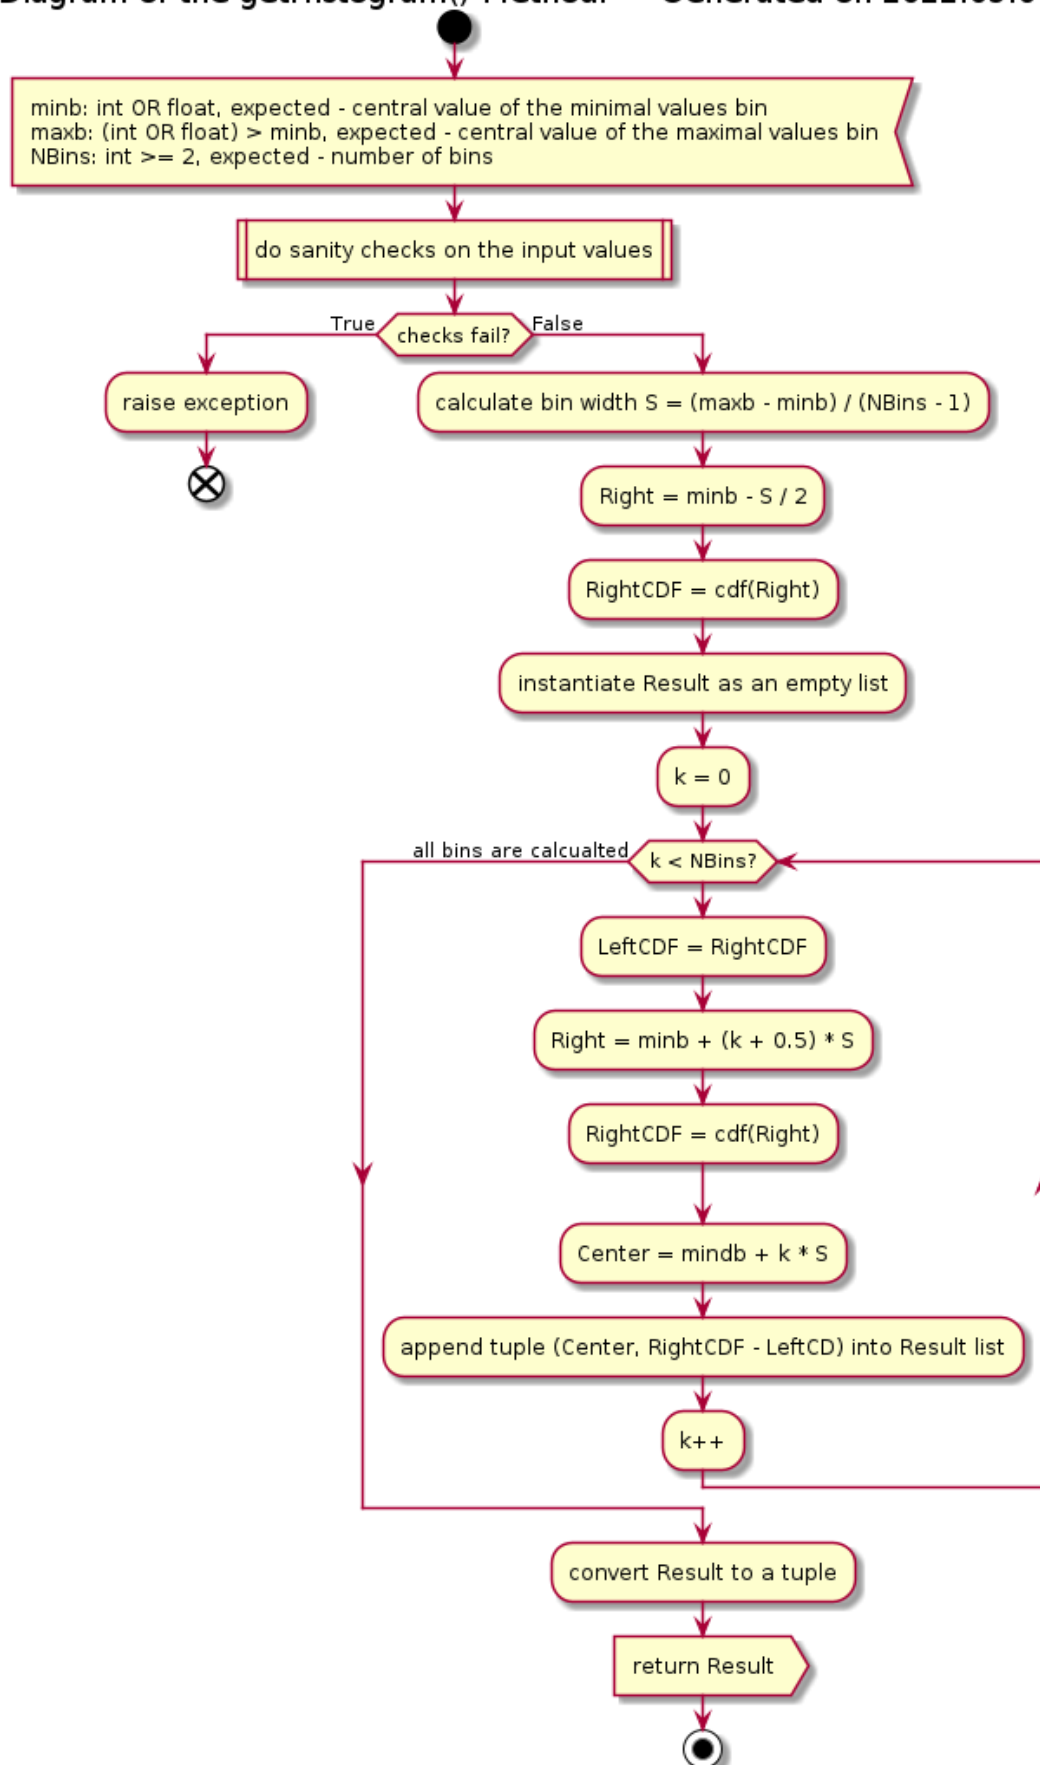 Diagram of the getHistogram() Method.
minb: int OR float, expected - central value of the minimal values bin
maxb: (int OR float) > minb, expected - central value of the maximal values bin
NBins: int >= 2, expected - number of bins
do sanity checks on the input values
True
checks fail?
False
raise exception
calculate bin width S = (maxb - minb) / (NBins - 1)
Right = minb - S / 2
RightCDF = cdf(Right)
instantiate Result as an empty list
k = 0
all bins are calcualted
k < NBins?
LeftCDF = RightCDF
Right = minb + (k + 0.5) * S
RightCDF = cdf(Right)
Center = mindb + k * S
append tuple (Center, RightCDF - LeftCD) into Result list
k++
convert Result to a tuple
return Result